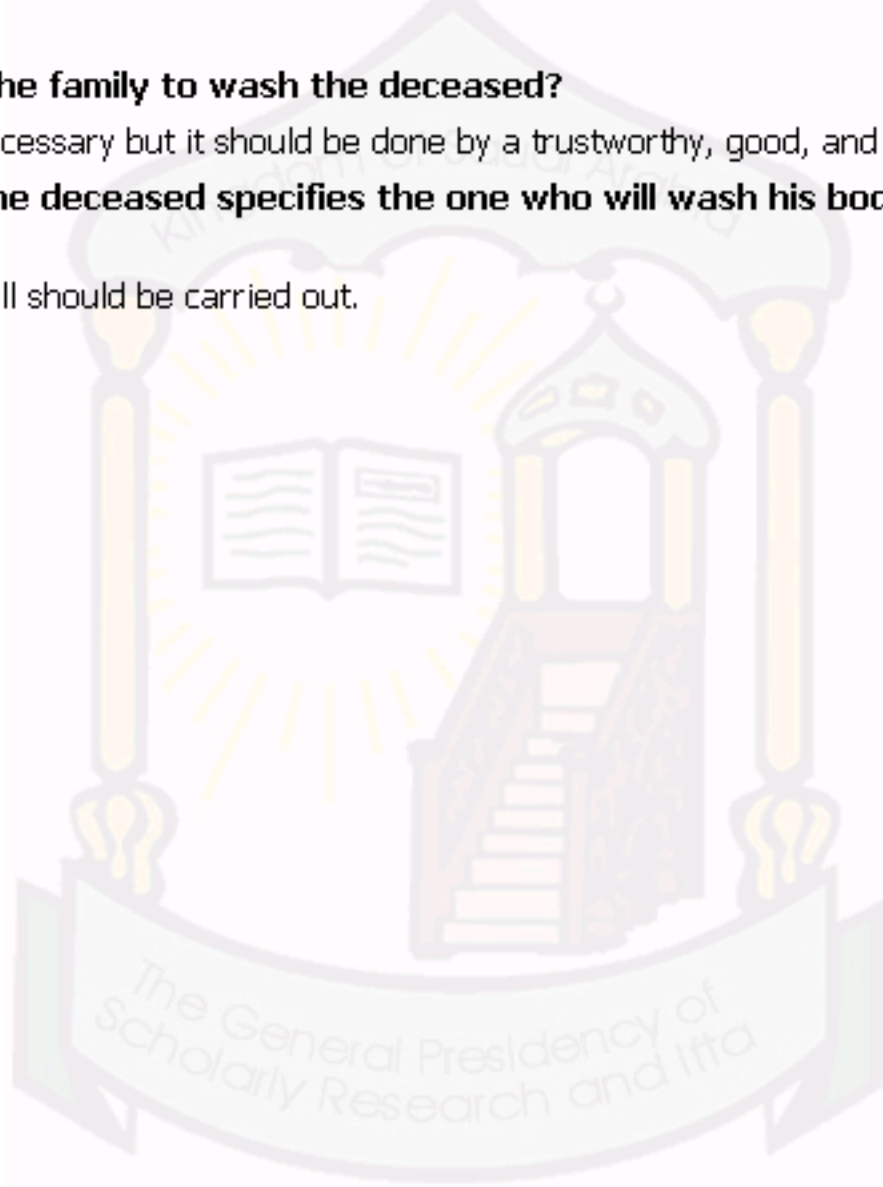 he family to wash the deceased?
cessary but it should be done by a trustworthy, good, and
he deceased specifies the one who will wash his bod
ll should be carried out.
Kingdom of Saudi Arabia
The General Presidency of
Scholarly Research and Ifta